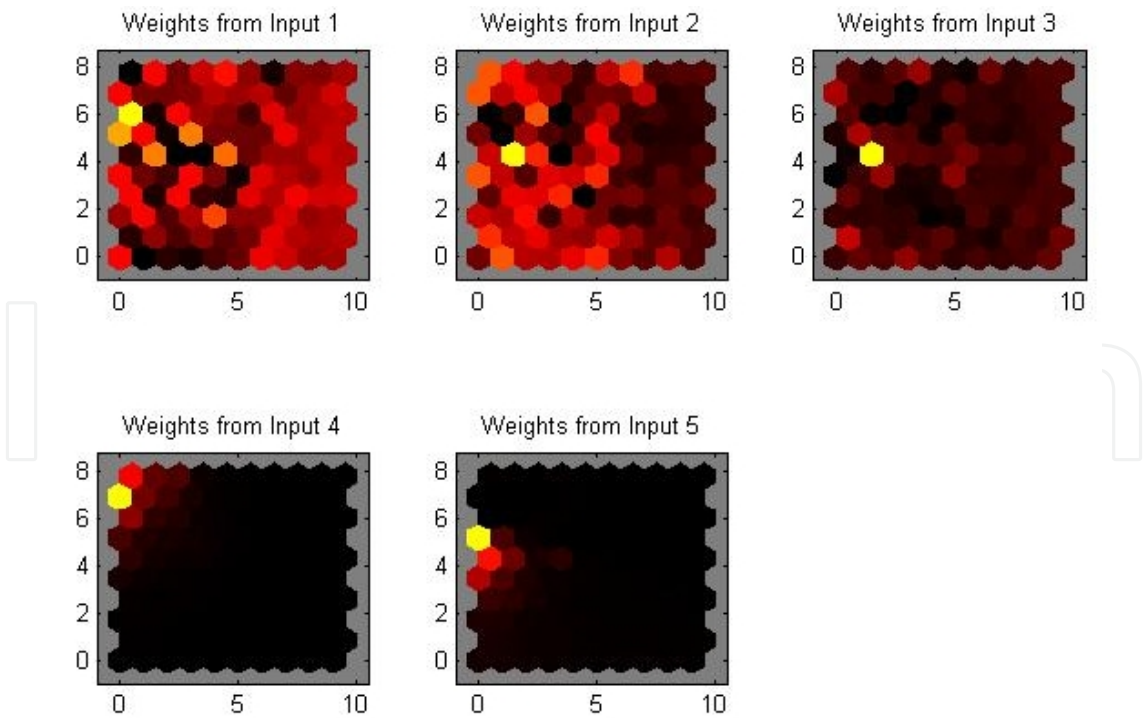 Weights from Input 1
Weights from Input 2
Weights from Input 3
8 8 8
6 6 6
4 4 4
2 2 2
0 0 0
0 5 10 0 5 10 0 5 10
Weights from Input 4
Weights from Input 5
8 8
6 6
4 4
2 2
0 0
0 5 10 0 5 10